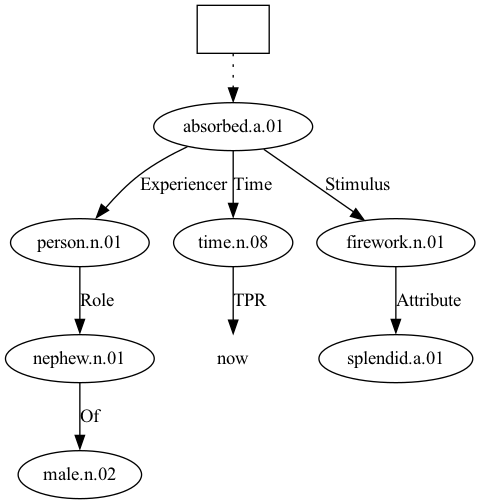 absorbed.a.01
Experiencer Time Stimulus
person.n.01 time.n.08 firework.n.01
Role TPR Attribute
nephew.n.01 now splendid.a.01
Of
male.n.02